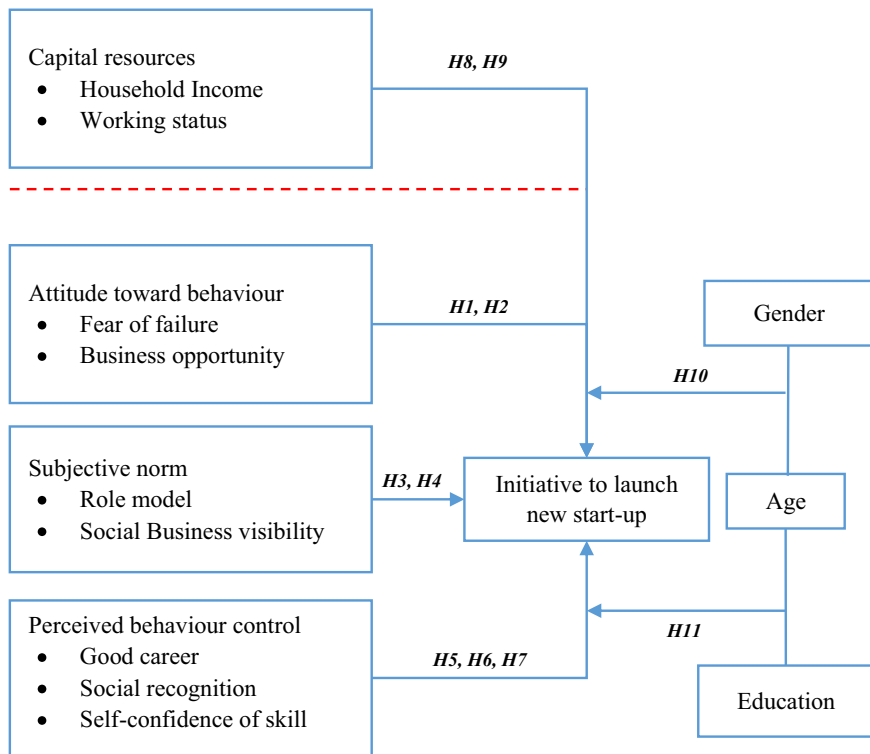 Capital resources
• Household Income
• Working status
H8, H9
Attitude toward behaviour
• Fear of failure
• Business opportunity
H1, H2
Gender
H10
Subjective norm
• Role model
• Social Business visibility
H3, H4
Initiative to launch
new start-up
Age
Perceived behaviour control
• Good career
• Social recognition
• Self-confidence of skill
H5, H6, H7
H11
Education